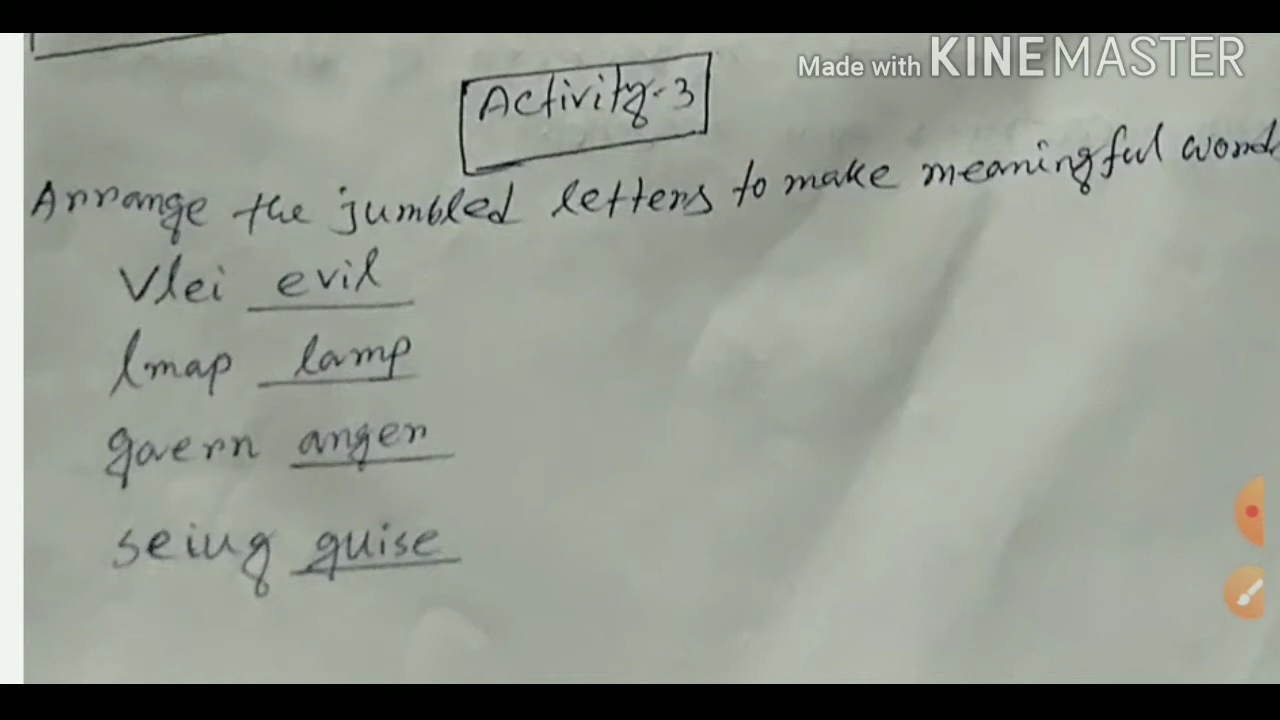 Made with KINEMASTER
Activity-3
Arrange the jumbled letters to make meaningful words
Vlei evil
lmap lamp
gaern anger
seiug guise